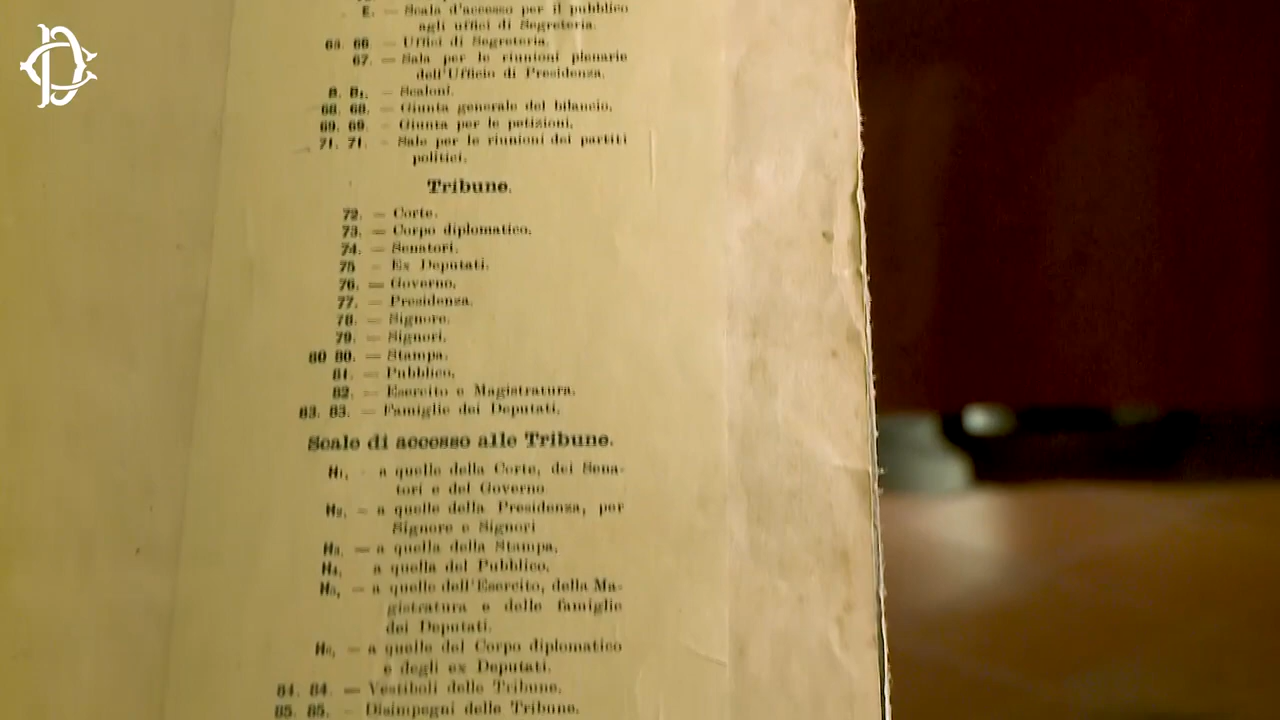 E. — Scala d'accesso per il pubblico
agli uffici di Segreteria.
65. 66 — Uffici di Segreteria.
67. — Sala per le riunioni plenarie
dell'Ufficio di Presidenza.
B. B1. — Scaloni.
68. 68. — Giunta generale del bilancio.
69. 69. — Giunta per le petizioni.
71. 71. — Sale per le riunioni dei partiti
politici.
Tribune.
72. — Corte.
73. — Corpo diplomatico.
74. — Senatori.
75 — Ex Deputati.
76. — Governo.
77. — Presidenza.
78. — Signore.
79. — Signori.
80 80. — Stampa.
81. — Pubblico.
82. — Esercito e Magistratura.
83. 83. — Famiglie dei Deputati.
Scale di accesso alle Tribune.
H1, - a quelle della Corte, dei Sena-
tori e del Governo
H2, — a quelle della Presidenza, per
Signore e Signori
H3. — a quella della Stampa,
H4, a quella del Pubblico,
H5, — a quelle dell'Esercito, della Ma-
gistratura e delle famiglie
dei Deputati.
— a quelle del Corpo diplomatico
e degli ex Deputati.
84. 84. — Vestiboli delle Tribune.
85. 85. — Disimpegni delle Tribune.